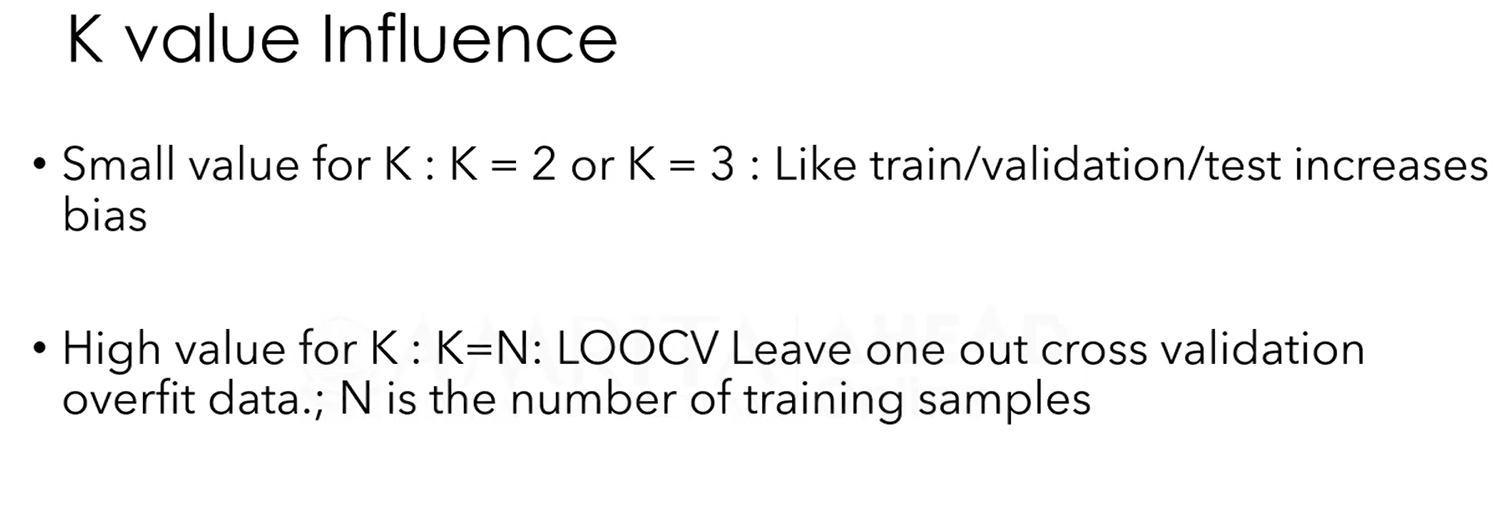 K value Influence
• Small value for K : K = 2 or K = 3 : Like train/validation/test increases
bias
• High value for K : K=N: LOOCV Leave one out cross validation
overfit data.; N is the number of training samples